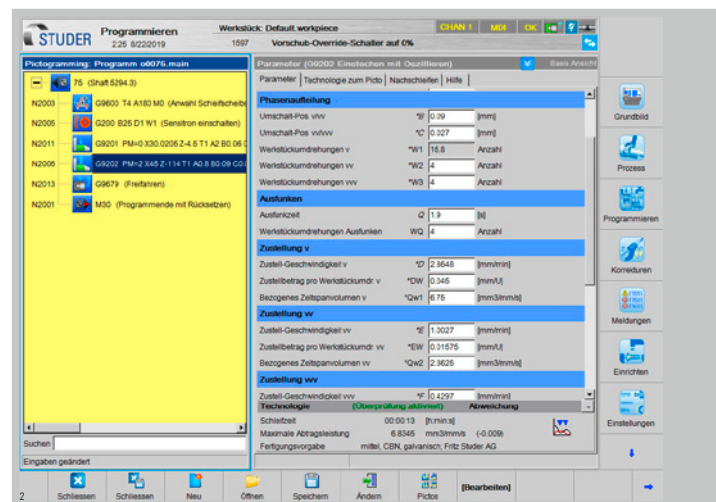 STUDER Programmieren Werkstück: Default workpiece CHAN 1 MDI OK
2:25 8/22/2019 1597 Vorschub-Override-Schalter auf 0%
Pictogramming: Programm o0075.main
Parameter (G9202 Einstechen mit Oszillieren) Basis Ansicht
Parameter Technologie zum Picto Nachschleifen Hilfe
75 (Shaft 5294.3)
N2003 G9600 T4 A180 M0 (Anwahl Schleifscheibe
N2005 G200 B25 D1 W1 (Sensitron einschalten)
N2011 G9201 PM=0 X30.0205 Z-4.5 T1 A2 B0.06
N2008 G9202 PM=2 X45 Z-114 T1 A0.8 B0.09
N2013 G9679 (Freifahren)
N2001 M30 (Programmende mit Rücksetzen)
Suchen
Eingaben geändert
Phasenaufteilung
Umschalt-Pos. v/vv *B 0.09 [mm]
Umschalt-Pos. vv/vvv *C 0.027 [mm]
Werkstückumdrehungen v *W1 15.8 Anzahl
Werkstückumdrehungen vv *W2 4 Anzahl
Werkstückumdrehungen vvv *W3 4 Anzahl
Ausfunken
Ausfunkzeit Q 1.9 [s]
Werkstückumdrehungen Ausfunken WQ 4 Anzahl
Zustellung v
Zustell-Geschwindigkeit v *D 2.8648 [mm/min]
Zustellbetrag pro Werkstückumdr. v *DW 0.045 [mm/U]
Bezogenes Zeitspanvolumen v *Qw1 6.75 [mm3/mm/s]
Zustellung vv
Zustell-Geschwindigkeit vv *E 1.0027 [mm/min]
Zustellbetrag pro Werkstückumdr. vv *EW 0.01575 [mm/U]
Bezogenes Zeitspanvolumen vv *Qw2 2.3625 [mm3/mm/s]
Zustellung vvv
Zustell-Geschwindigkeit vvv *F 0.4297 [mm/min]
Technologie (Überprüfung aktiviert) Abweichung
Schleifzeit 00:00:13 [h:min:s]
Maximale Abtragsleistung 6.8345 mm3/mm/s (-0.009)
Fertigungsvorgabe mittel, CBN, galvanisch; Fritz Studer AG
Grundbild
Prozess
Programmieren
Korrekturen
Meldungen
Einrichten
Einstellungen
2 Schliessen Schliessen Neu Öffnen Speichern Ändern Pictos [Bearbeiten]